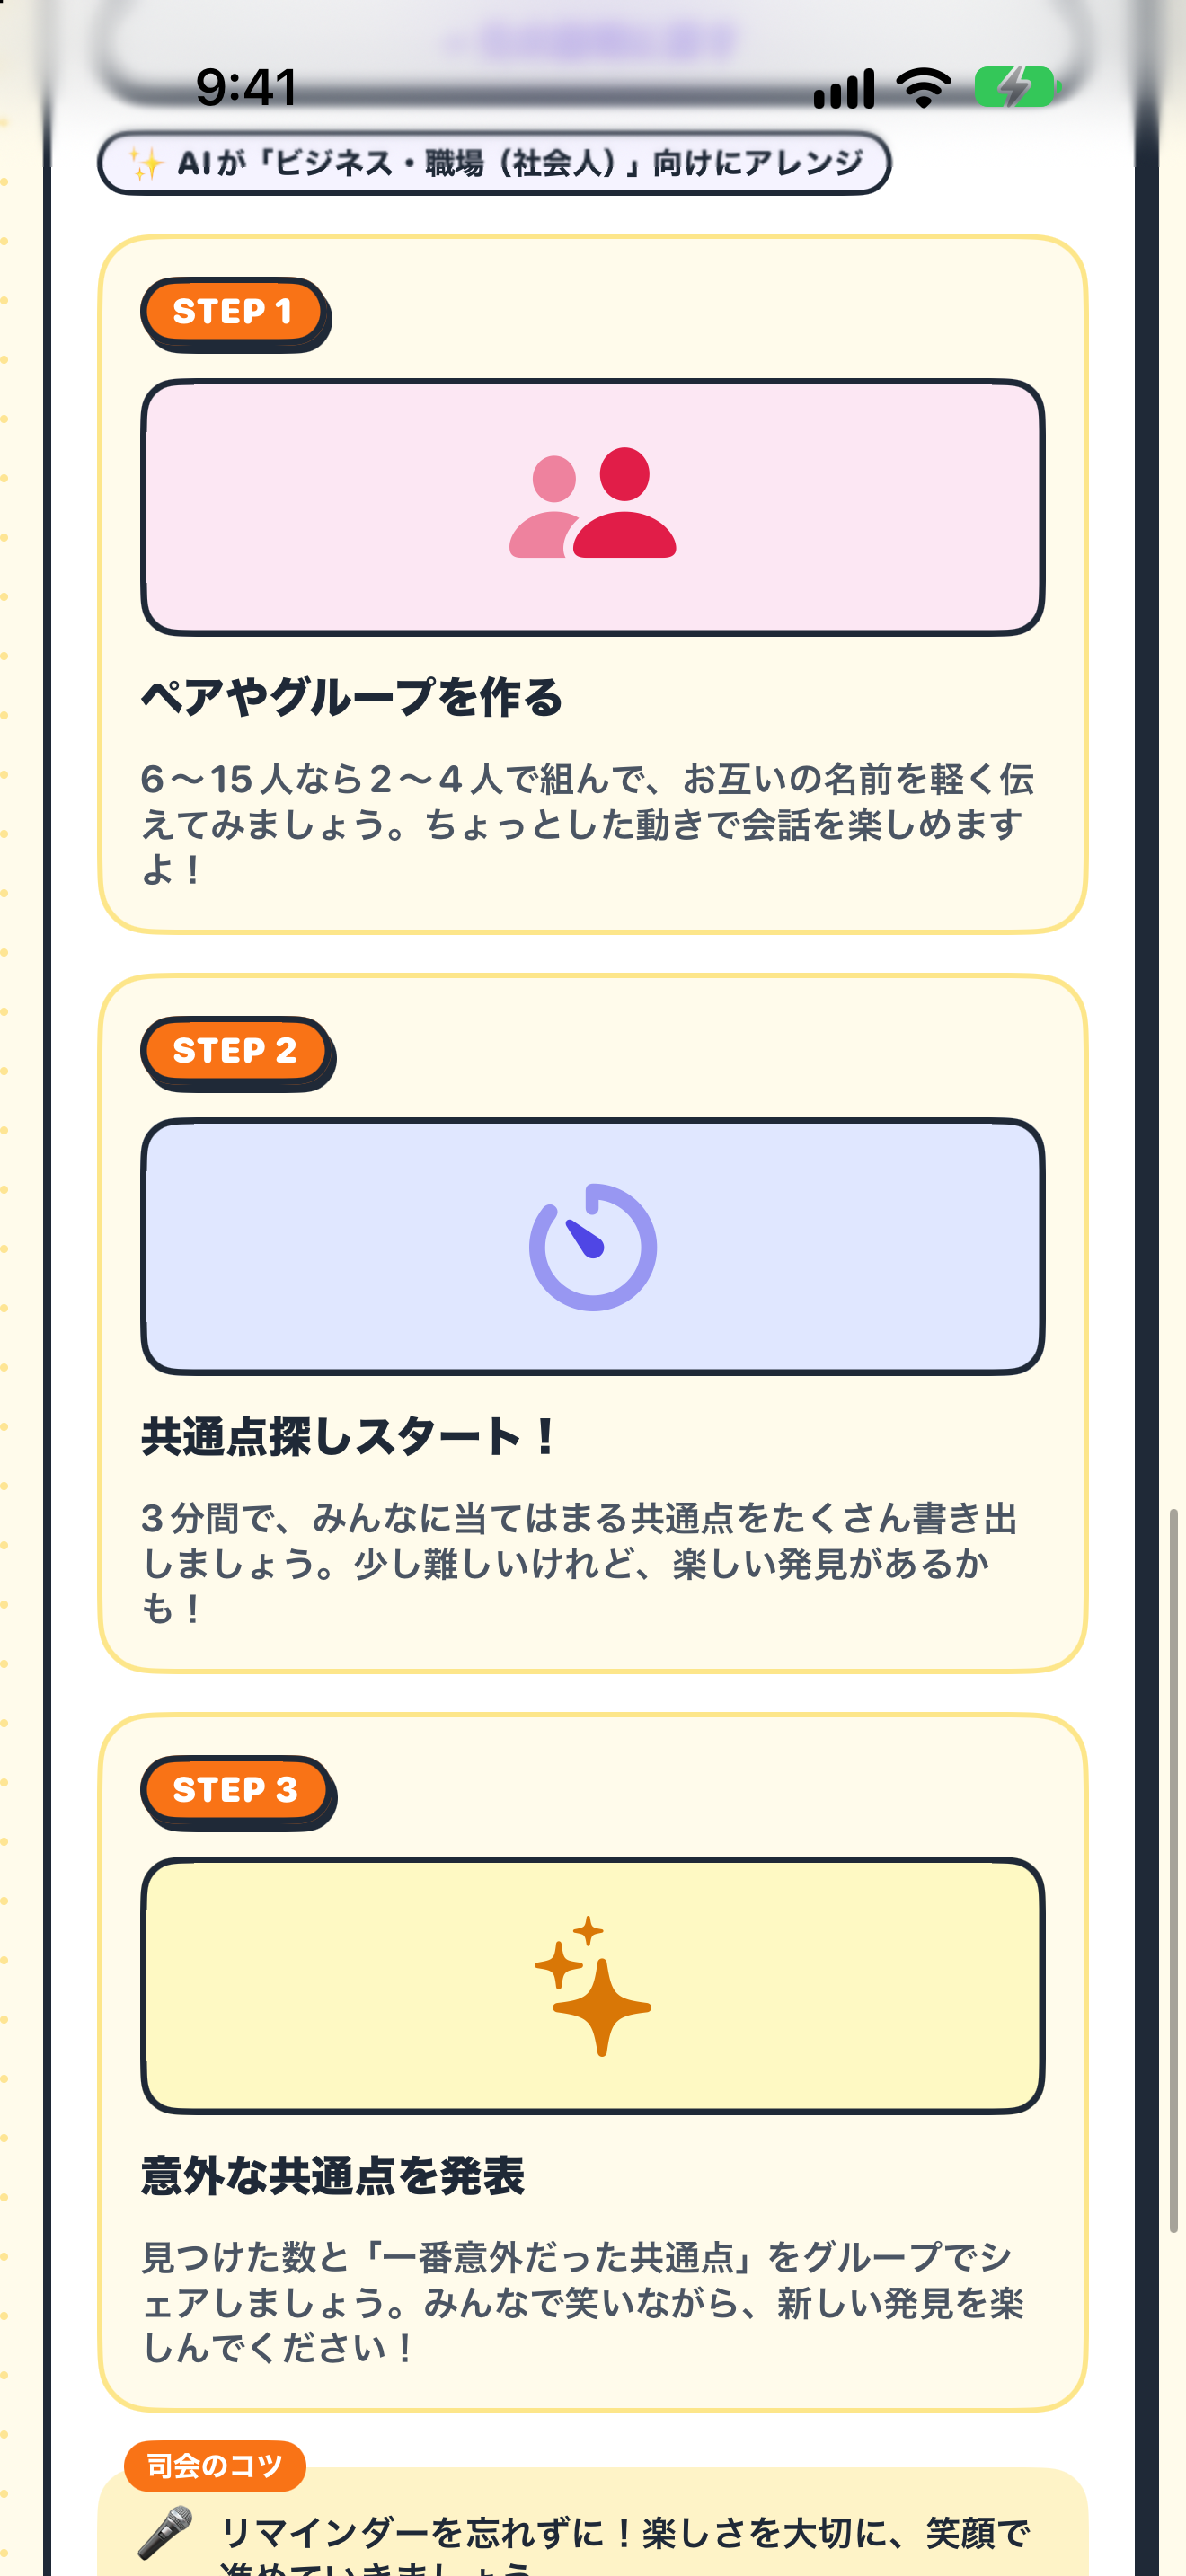 9:41
✨ AIが「ビジネス・職場（社会人）」向けにアレンジ
STEP 1
ペアやグループを作る
6〜15人なら2〜4人で組んで、お互いの名前を軽く伝
えてみましょう。ちょっとした動きで会話を楽しめます
よ！
STEP 2
共通点探しスタート！
3分間で、みんなに当てはまる共通点をたくさん書き出
しましょう。少し難しいけれど、楽しい発見があるか
も！
STEP 3
意外な共通点を発表
見つけた数と「一番意外だった共通点」をグループでシ
ェアしましょう。みんなで笑いながら、新しい発見を楽
しんでください！
司会のコツ
🎤 リマインダーを忘れずに！楽しさを大切に、笑顔で
進めていきましょう